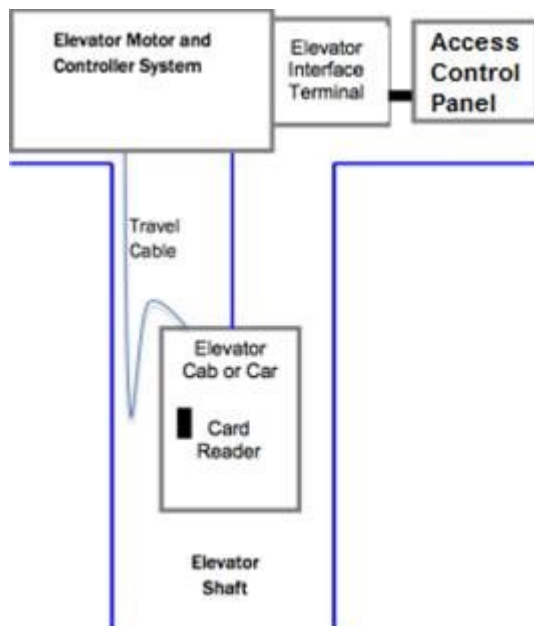 Elevator Motor and
Controller System
Elevator
Interface
Terminal
Access
Control
Panel
Travel
Cable
Elevator
Cab or Car
Card
Reader
Elevator
Shaft